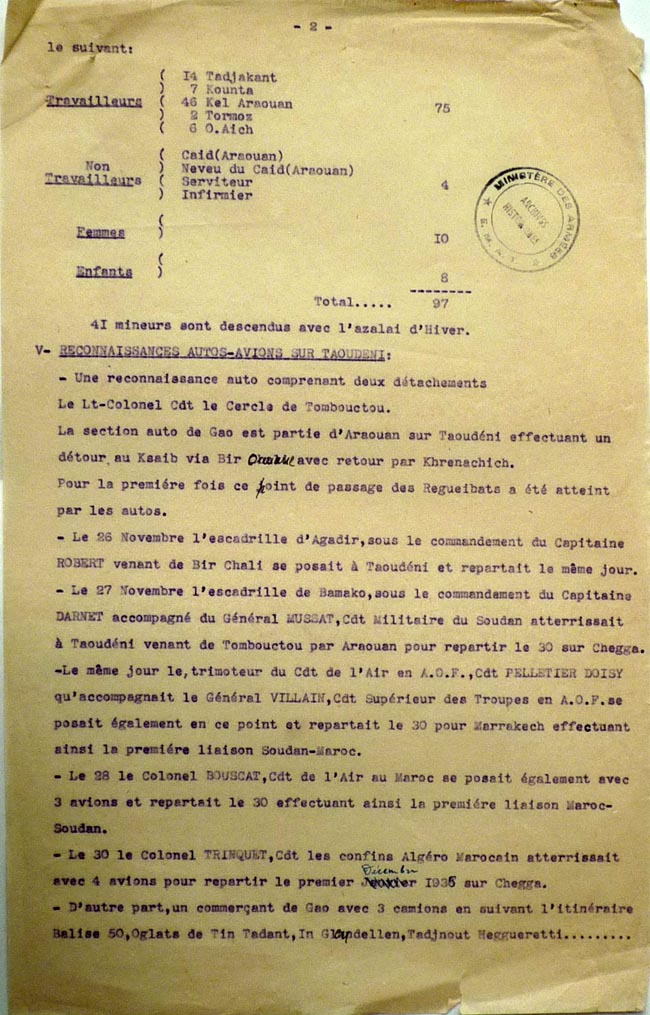 - 2 -
le suivant:
Travailleurs
( I4 Tadjakant
) 7 Kounta
( 46 Kel Araouan
) 2 Tormoz
( 6 O.Aich
75
Non
Travailleurs
( Caid(Araouan)
) Neveu du Caid(Araouan)
( Serviteur
) Infirmier
4
MINISTÈRE DES ARMÉES
ARCHIVES
★ E.M.A.T. ★
Femmes
(
)
IO
Enfants
(
)
8
--------
Total..... 97
4I mineurs sont descendus avec l'azalai d'Hiver.
V- RECONNAISSANCES AUTOS-AVIONS SUR TAOUDENI:
- Une reconnaissance auto comprenant deux détachements
Le Lt-Colonel Cdt le Cercle de Tombouctou.
La section auto de Gao est partie d'Araouan sur Taoudéni effectuant un
détour au Ksaib via Bir avec retour par Khrenachich.
Pour la premiére fois ce point de passage des Regueibats a été atteint
par les autos.
- Le 26 Novembre l'escadrille d'Agadir,sous le commandement du Capitaine
ROBERT venant de Bir Chali se posait à Taoudéni et repartait le même jour.
- Le 27 Novembre l'escadrille de Bamako,sous le commandement du Capitaine
DARNET accompagné du Général MUSSAT,Cdt Militaire du Soudan atterrissait
à Taoudéni venant de Tombouctou par Araouan pour repartir le 30 sur Chegga.
-Le même jour le,trimoteur du Cdt de l'Air en A.O.F.,Cdt PELLETIER DOISY
qu'accompagnait le Général VILLAIN,Cdt Supérieur des Troupes en A.O.F.se
posait également en ce point et repartait le 30 pour Marrakech effectuant
ainsi la premiére liaison Soudan-Maroc.
- Le 28 le Colonel BOUSCAT,Cdt de l'Air au Maroc se posait également avec
3 avions et repartait le 30 effectuant ainsi la premiére liaison Maroc-
Soudan.
- Le 30 le Colonel TRINQUET,Cdt les confins Algéro Marocain atterrissait
Décembre
avec 4 avions pour repartir le premier I935 sur Chegga.
- D'autre part,un commerçant de Gao avec 3 camions en suivant l'itinéraire
Balise 50,Oglats de Tin Tadant,In Tadjnout Heggueretti.........